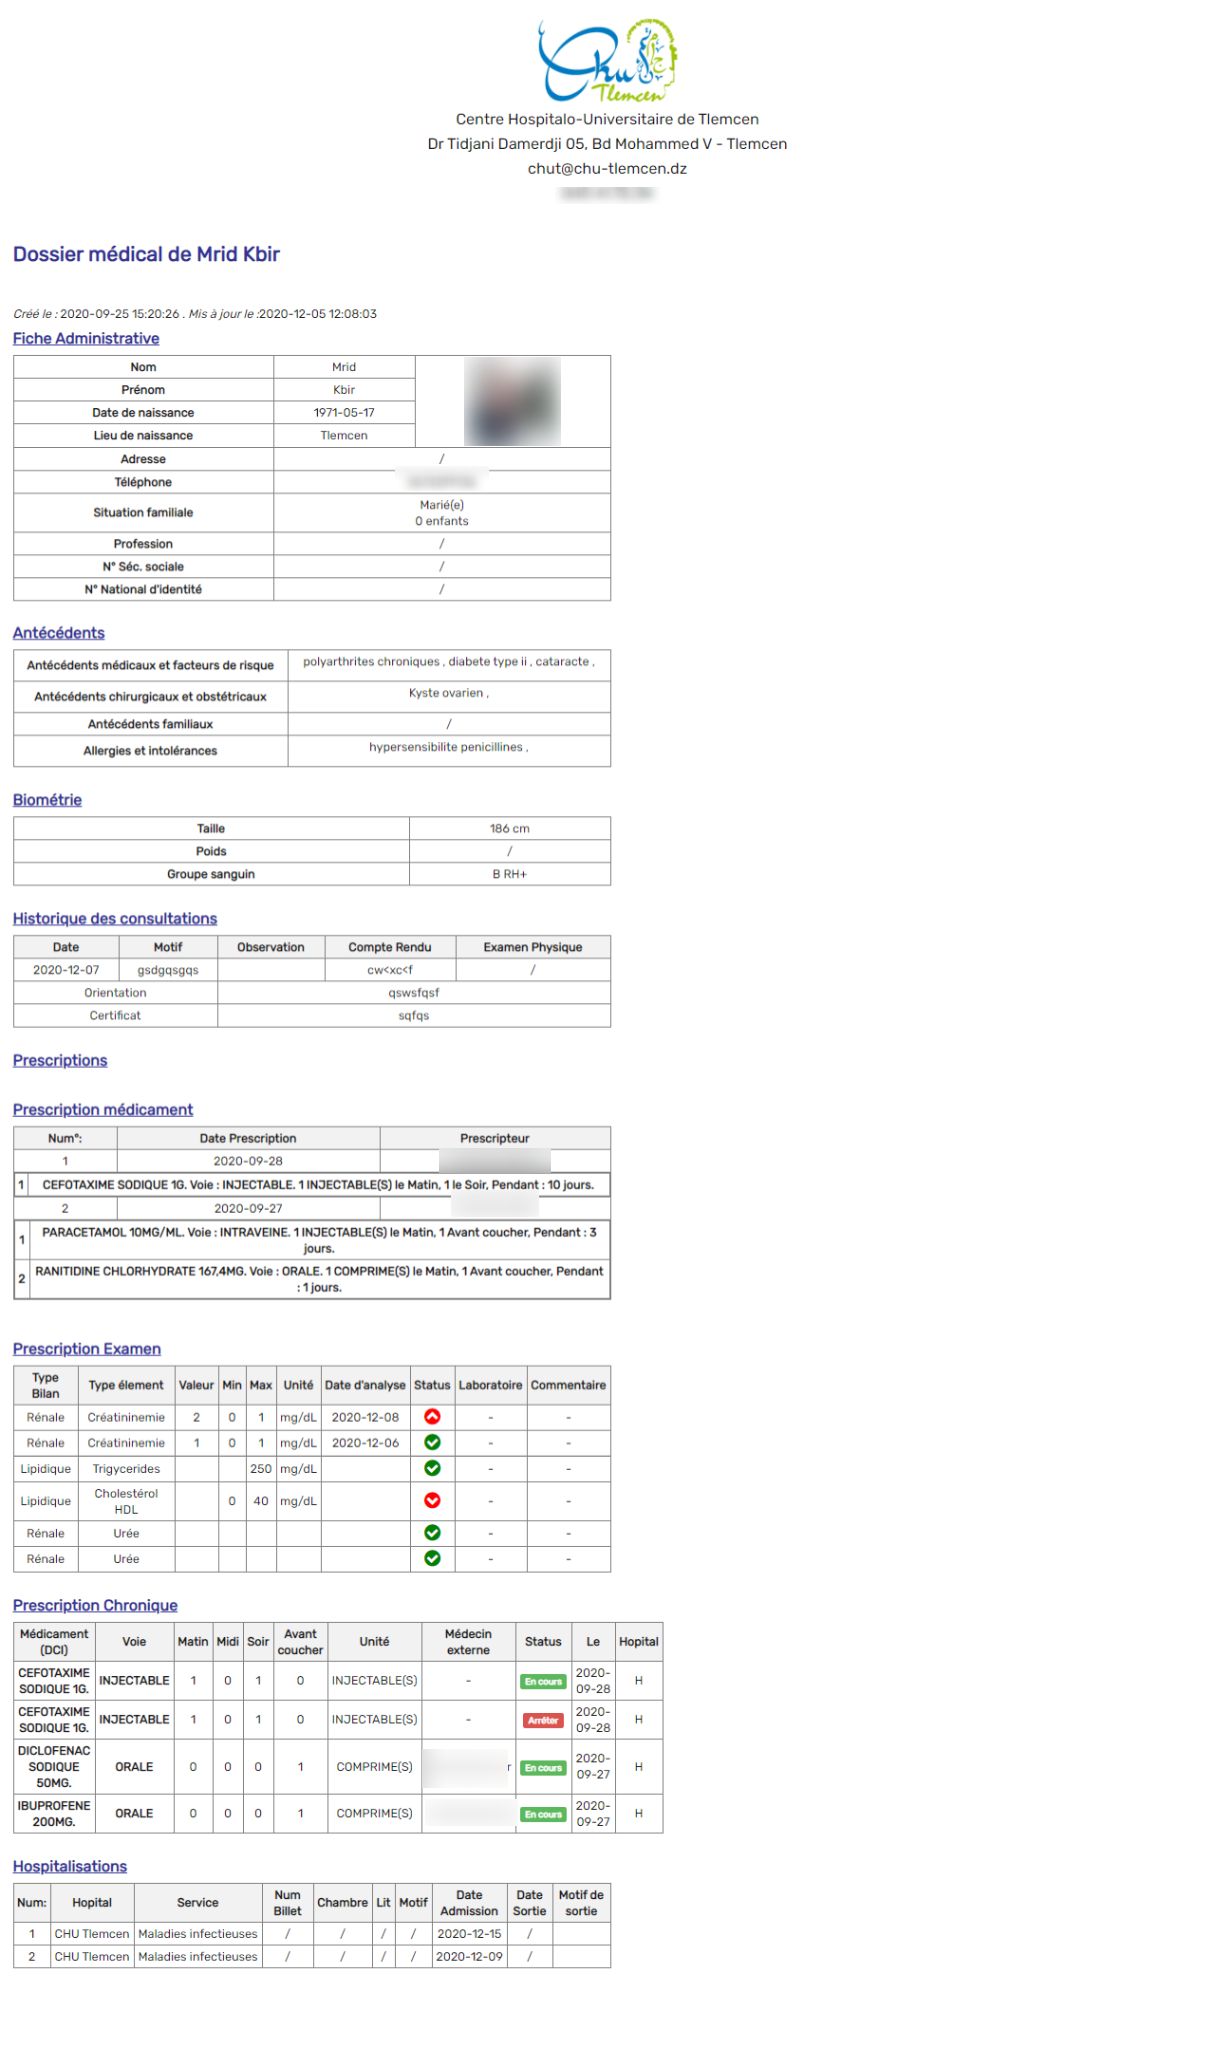 Chu
Tlemcen
Centre Hospitalo-Universitaire de Tlemcen
Dr Tidjani Damerdji 05, Bd Mohammed V - Tlemcen
chut@chu-tlemcen.dz
Dossier médical de Mrid Kbir
Créé le : 2020-09-25 15:20:26 . Mis à jour le :2020-12-05 12:08:03
Fiche Administrative
Nom Mrid
Prénom Kbir
Date de naissance 1971-05-17
Lieu de naissance Tlemcen
Adresse /
Téléphone
Situation familiale Marié(e)
0 enfants
Profession /
N° Séc. sociale /
N° National d'identité /
Antécédents
Antécédents médicaux et facteurs de risque polyarthrites chroniques , diabete type ii , cataracte ,
Antécédents chirurgicaux et obstétricaux Kyste ovarien ,
Antécédents familiaux /
Allergies et intolérances hypersensibilite penicillines ,
Biométrie
Taille 186 cm
Poids /
Groupe sanguin B RH+
Historique des consultations
Date Motif Observation Compte Rendu Examen Physique
2020-12-07 gsdgqsgqs cw<xc<f /
Orientation qswsfqsf
Certificat sqfqs
Prescriptions
Prescription médicament
Num°: Date Prescription Prescripteur
1 2020-09-28
1 CEFOTAXIME SODIQUE 1G. Voie : INJECTABLE. 1 INJECTABLE(S) le Matin, 1 le Soir, Pendant : 10 jours.
2 2020-09-27
1 PARACETAMOL 10MG/ML. Voie : INTRAVEINE. 1 INJECTABLE(S) le Matin, 1 Avant coucher, Pendant : 3
jours.
2 RANITIDINE CHLORHYDRATE 167,4MG. Voie : ORALE. 1 COMPRIME(S) le Matin, 1 Avant coucher, Pendant
: 1 jours.
Prescription Examen
Type Bilan Type élement Valeur Min Max Unité Date d'analyse Status Laboratoire Commentaire
Rénale Créatininemie 2 0 1 mg/dL 2020-12-08 - -
Rénale Créatininemie 1 0 1 mg/dL 2020-12-06 - -
Lipidique Trigycerides 250 mg/dL - -
Lipidique Cholestérol HDL 0 40 mg/dL - -
Rénale Urée - -
Rénale Urée - -
Prescription Chronique
Médicament (DCI) Voie Matin Midi Soir Avant coucher Unité Médecin externe Status Le Hopital
CEFOTAXIME SODIQUE 1G. INJECTABLE 1 0 1 0 INJECTABLE(S) - En cours 2020-09-28 H
CEFOTAXIME SODIQUE 1G. INJECTABLE 1 0 1 0 INJECTABLE(S) - Arrêter 2020-09-28 H
DICLOFENAC SODIQUE 50MG. ORALE 0 0 0 1 COMPRIME(S) r En cours 2020-09-27 H
IBUPROFENE 200MG. ORALE 0 0 0 1 COMPRIME(S) En cours 2020-09-27 H
Hospitalisations
Num: Hopital Service Num Billet Chambre Lit Motif Date Admission Date Sortie Motif de sortie
1 CHU Tlemcen Maladies infectieuses / / / / 2020-12-15 /
2 CHU Tlemcen Maladies infectieuses / / / / 2020-12-09 /